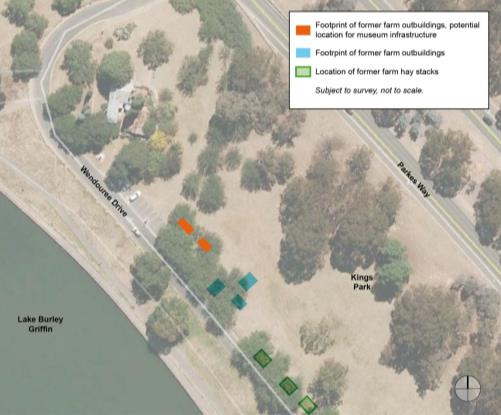 Footprint of former farm outbuildings, potential
location for museum infrastructure
Footprint of former farm outbuildings
Location of former farm hay stacks
Subject to survey, not to scale.
Wendouree Drive
Parkes Way
Kings
Park
Lake Burley
Griffin